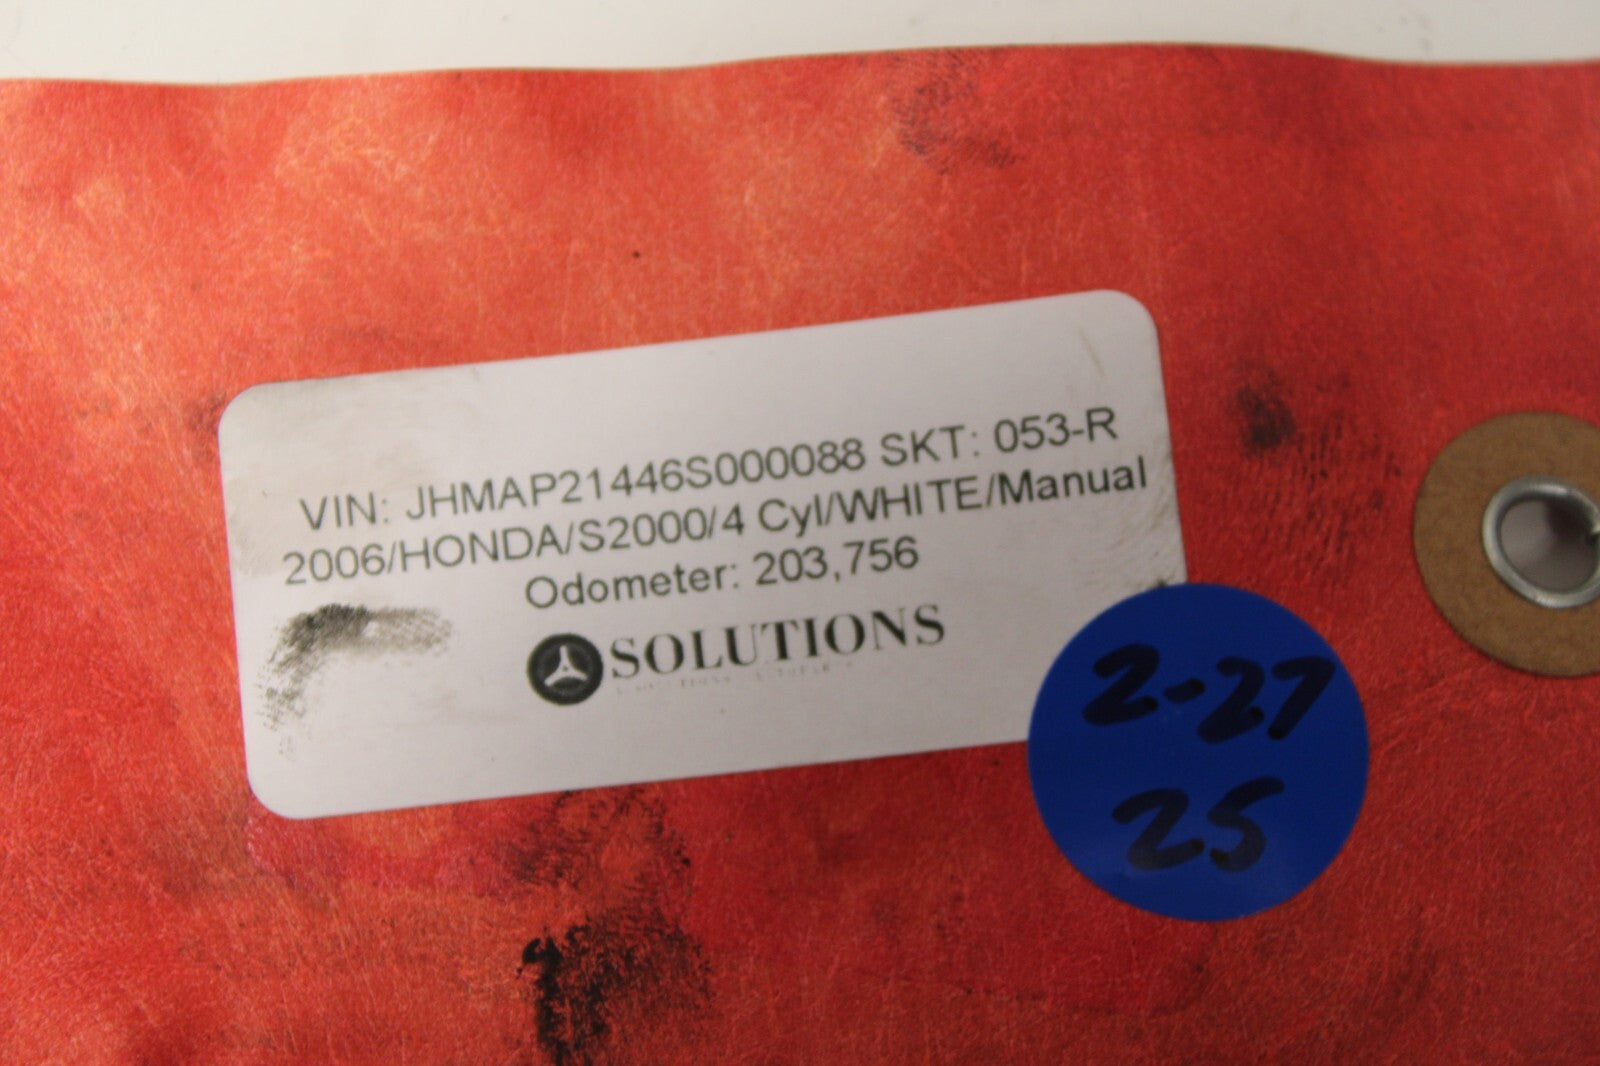 VIN: JHMAP21446S000088 SKT: 053-R
2006/HONDA/S2000/4 Cyl/WHITE/Manual
Odometer: 203,756
SOLUTIONS
2-27
25